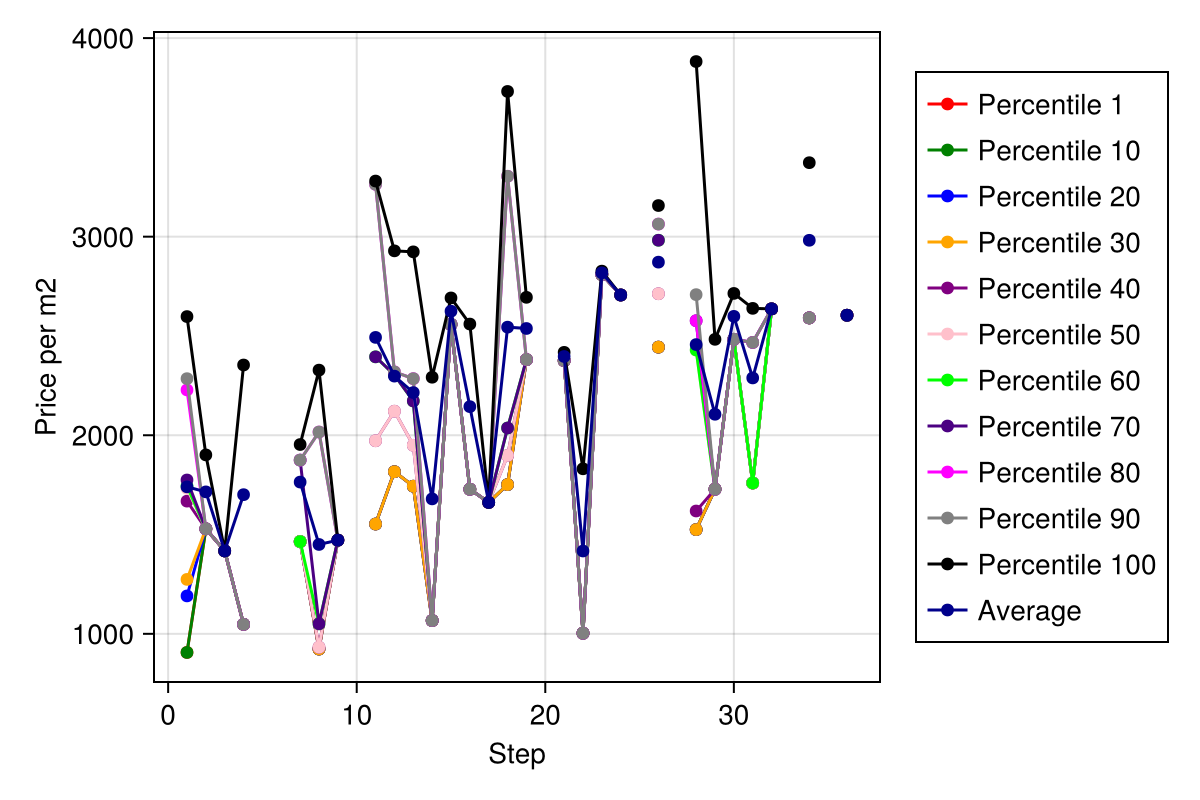 4000
3000
2000
1000
Price per m2
0
10
20
30
Step
Percentile 1
Percentile 10
Percentile 20
Percentile 30
Percentile 40
Percentile 50
Percentile 60
Percentile 70
Percentile 80
Percentile 90
Percentile 100
Average